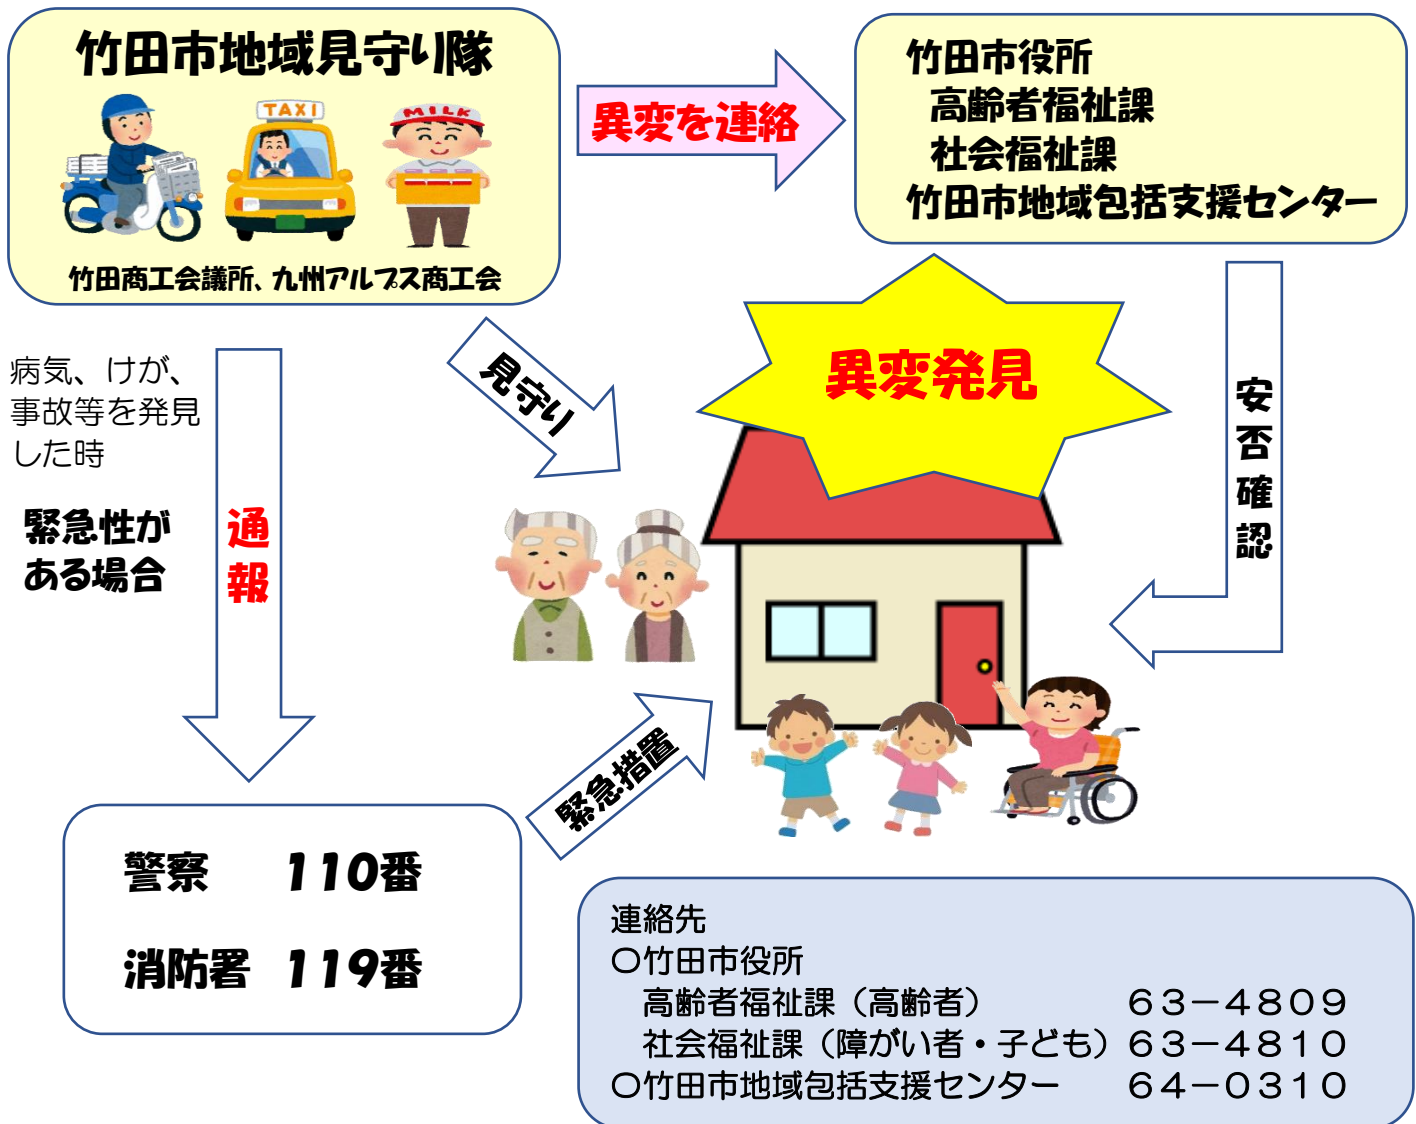 竹田市地域見守り隊
TAXI
MILK
竹田商工会議所、九州アルプス商工会
異変を連絡
竹田市役所
高齢者福祉課
社会福祉課
竹田市地域包括支援センター
病気、けが、
事故等を発見
した時
緊急性が
ある場合
通報
見守り
異変発見
安否確認
緊急措置
警察 110番
消防署 119番
連絡先
〇竹田市役所
高齢者福祉課（高齢者） ６３－４８０９
社会福祉課（障がい者・子ども）６３－４８１０
〇竹田市地域包括支援センター ６４－０３１０